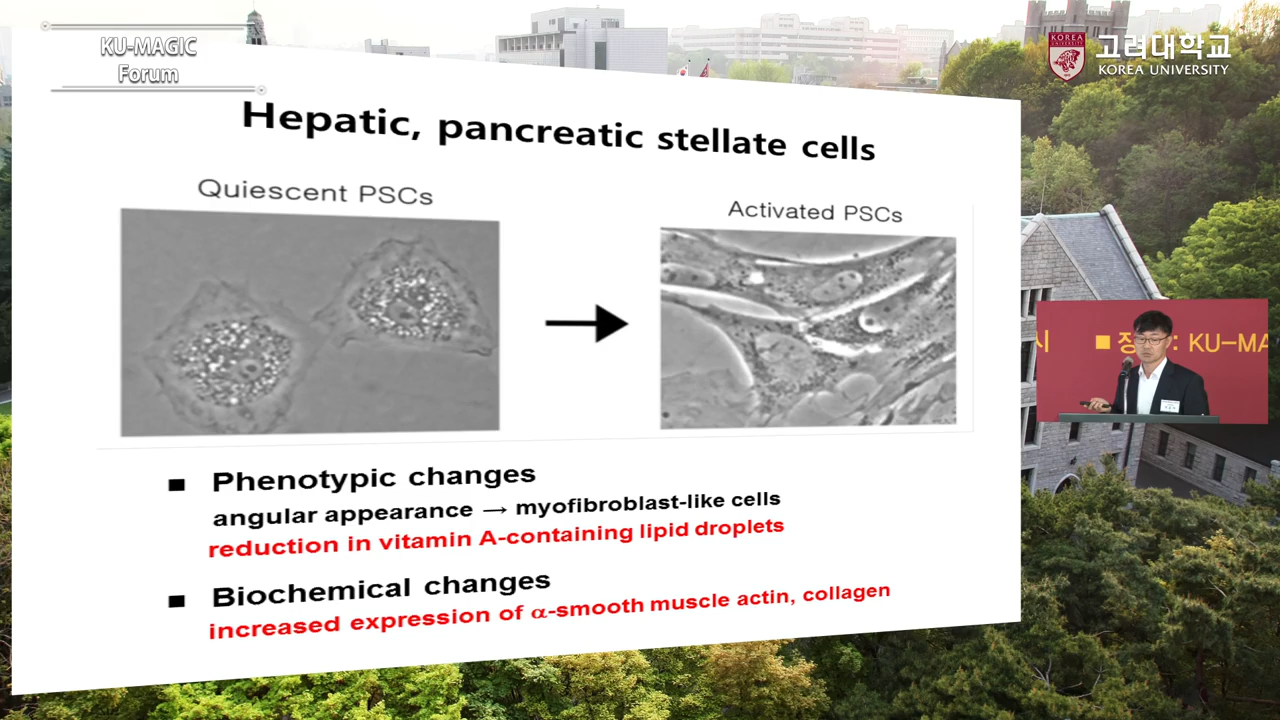 KU-MAGIC
Forum
고려대학교
KOREA UNIVERSITY
KOREA
Hepatic, pancreatic stellate cells
Quiescent PSCs
Activated PSCs
■ Phenotypic changes
angular appearance → myofibroblast-like cells
reduction in vitamin A-containing lipid droplets
■ Biochemical changes
increased expression of α-smooth muscle actin, collagen
시 ■ 장 : KU-MA